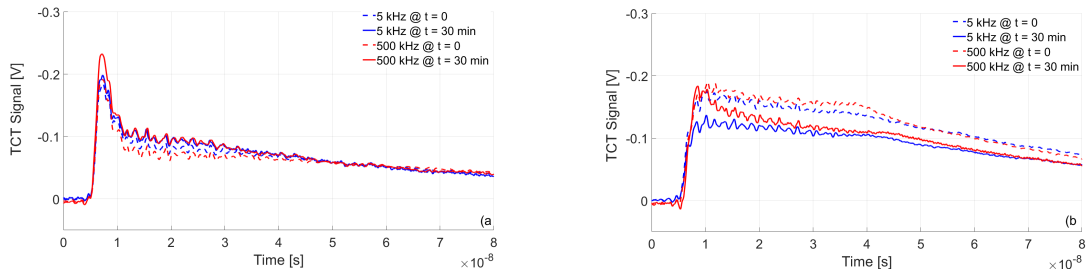 -0.3
-0.2
-0.1
0
TCT Signal [V]
5 kHz @ t = 0
5 kHz @ t = 30 min
500 kHz @ t = 0
500 kHz @ t = 30 min
(a
0 1 2 3 4 5 6 7 8
Time [s]
×10⁻⁸
-0.3
-0.2
-0.1
0
TCT Signal [V]
5 kHz @ t = 0
5 kHz @ t = 30 min
500 kHz @ t = 0
500 kHz @ t = 30 min
(b
0 1 2 3 4 5 6 7 8
Time [s]
×10⁻⁸